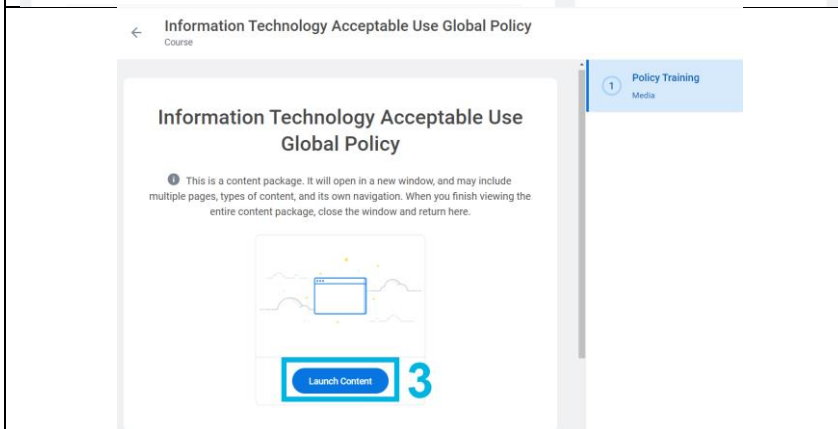 Information Technology Acceptable Use Global Policy
Course
1
Policy Training
Media
Information Technology Acceptable Use
Global Policy
This is a content package. It will open in a new window, and may include
multiple pages, types of content, and its own navigation. When you finish viewing the
entire content package, close the window and return here.
Launch Content
3